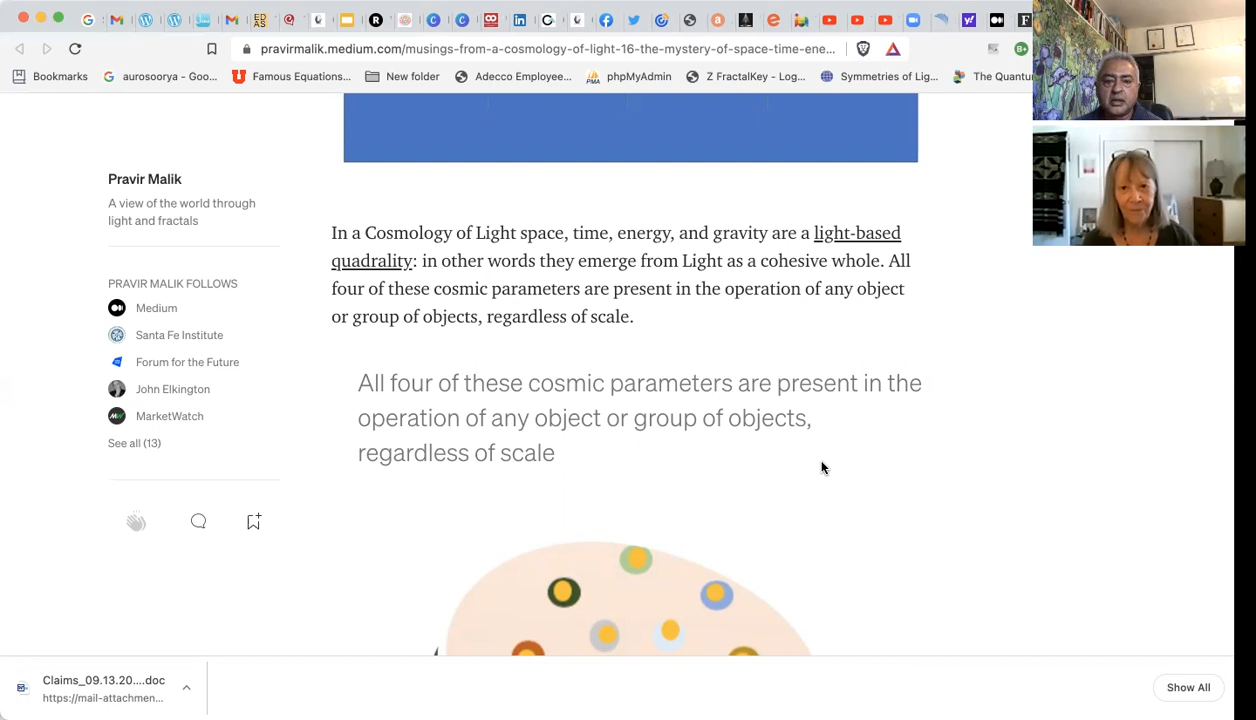 pravirmalik.medium.com/musings-from-a-cosmology-of-light-16-the-mystery-of-space-time-ene...
Bookmarks
aurosoorya - Goo...
Famous Equations...
New folder
Adecco Employee...
phpMyAdmin
Z FractalKey - Log...
Symmetries of Lig...
The Quantu
Pravir Malik
A view of the world through
light and fractals
PRAVIR MALIK FOLLOWS
Medium
Santa Fe Institute
Forum for the Future
John Elkington
MarketWatch
See all (13)
In a Cosmology of Light space, time, energy, and gravity are a light-based
quadrality: in other words they emerge from Light as a cohesive whole. All
four of these cosmic parameters are present in the operation of any object
or group of objects, regardless of scale.
All four of these cosmic parameters are present in the
operation of any object or group of objects,
regardless of scale
Claims_09.13.20....doc
https://mail-attachmen...
Show All